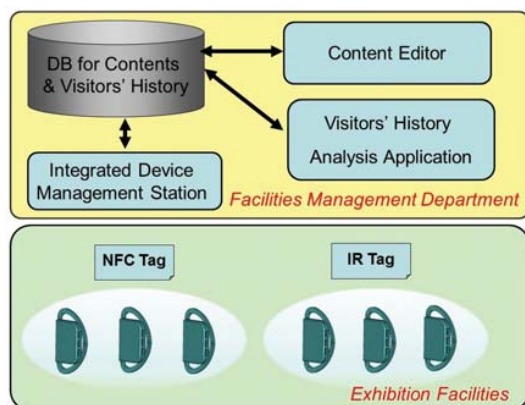 DB for Contents
& Visitors' History
Content Editor
Visitors' History
Analysis Application
Integrated Device
Management Station
Facilities Management Department
NFC Tag
IR Tag
Exhibition Facilities